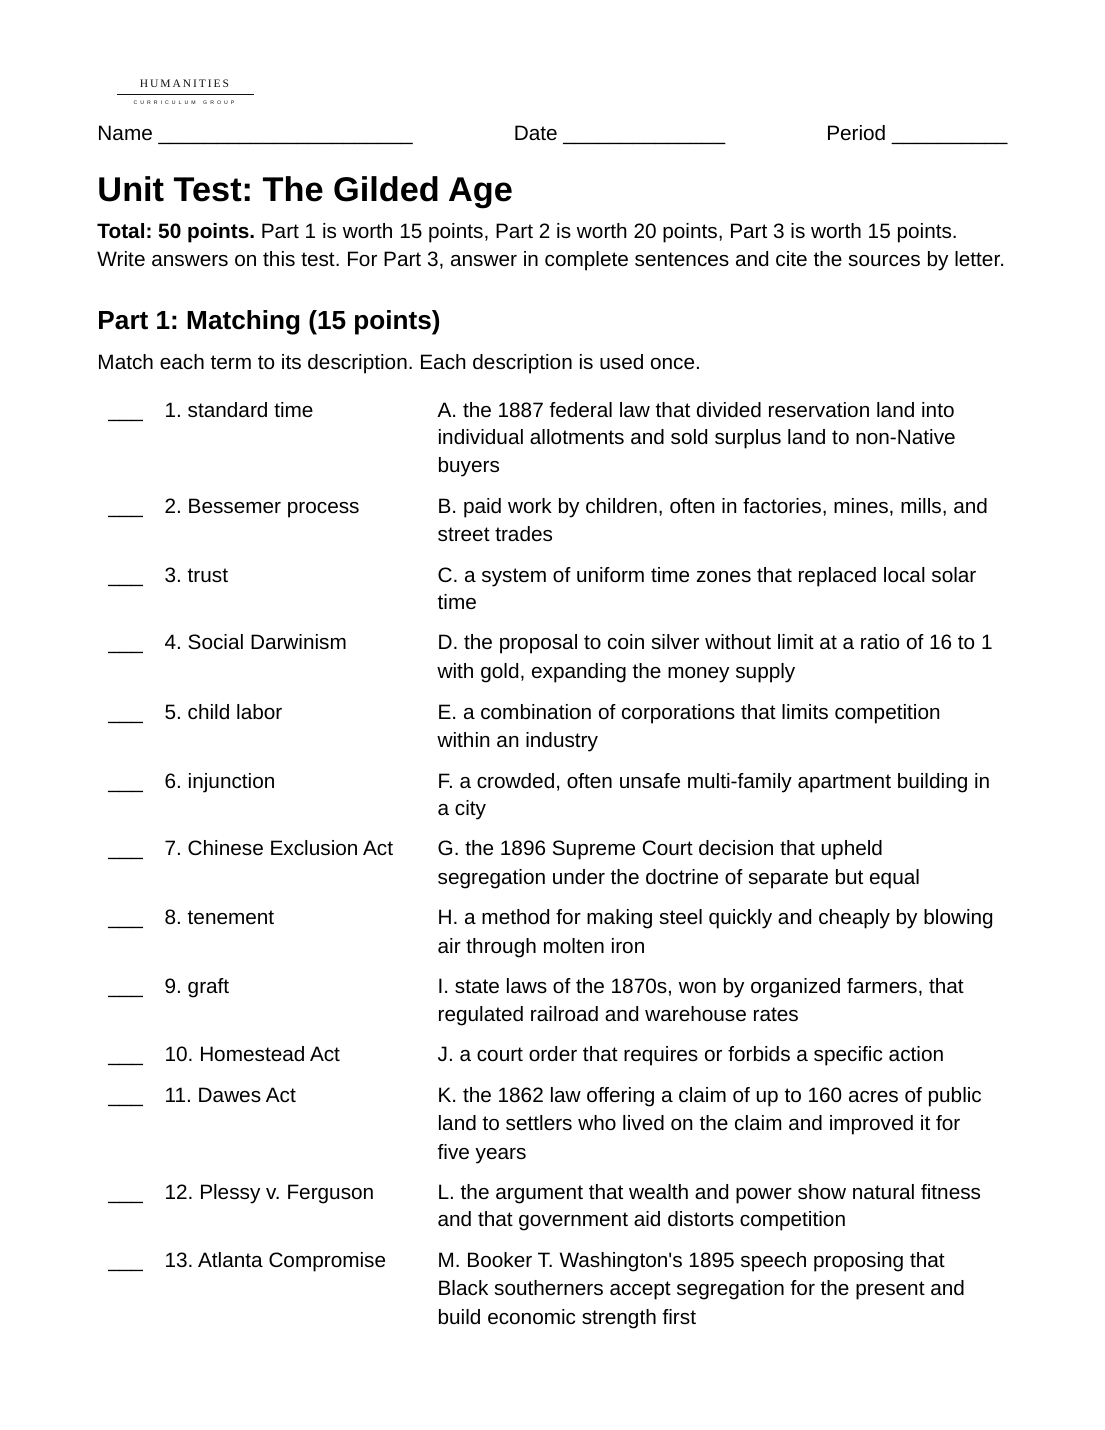 HUMANITIES
CURRICULUM GROUP
Name ______________________ Date ______________ Period __________
Unit Test: The Gilded Age
Total: 50 points. Part 1 is worth 15 points, Part 2 is worth 20 points, Part 3 is worth 15 points.
Write answers on this test. For Part 3, answer in complete sentences and cite the sources by letter.
Part 1: Matching (15 points)
Match each term to its description. Each description is used once.
___ 1. standard time A. the 1887 federal law that divided reservation land into
individual allotments and sold surplus land to non-Native
buyers
___ 2. Bessemer process B. paid work by children, often in factories, mines, mills, and
street trades
___ 3. trust C. a system of uniform time zones that replaced local solar
time
___ 4. Social Darwinism D. the proposal to coin silver without limit at a ratio of 16 to 1
with gold, expanding the money supply
___ 5. child labor E. a combination of corporations that limits competition
within an industry
___ 6. injunction F. a crowded, often unsafe multi-family apartment building in
a city
___ 7. Chinese Exclusion Act G. the 1896 Supreme Court decision that upheld
segregation under the doctrine of separate but equal
___ 8. tenement H. a method for making steel quickly and cheaply by blowing
air through molten iron
___ 9. graft I. state laws of the 1870s, won by organized farmers, that
regulated railroad and warehouse rates
___ 10. Homestead Act J. a court order that requires or forbids a specific action
___ 11. Dawes Act K. the 1862 law offering a claim of up to 160 acres of public
land to settlers who lived on the claim and improved it for
five years
___ 12. Plessy v. Ferguson L. the argument that wealth and power show natural fitness
and that government aid distorts competition
___ 13. Atlanta Compromise M. Booker T. Washington's 1895 speech proposing that
Black southerners accept segregation for the present and
build economic strength first